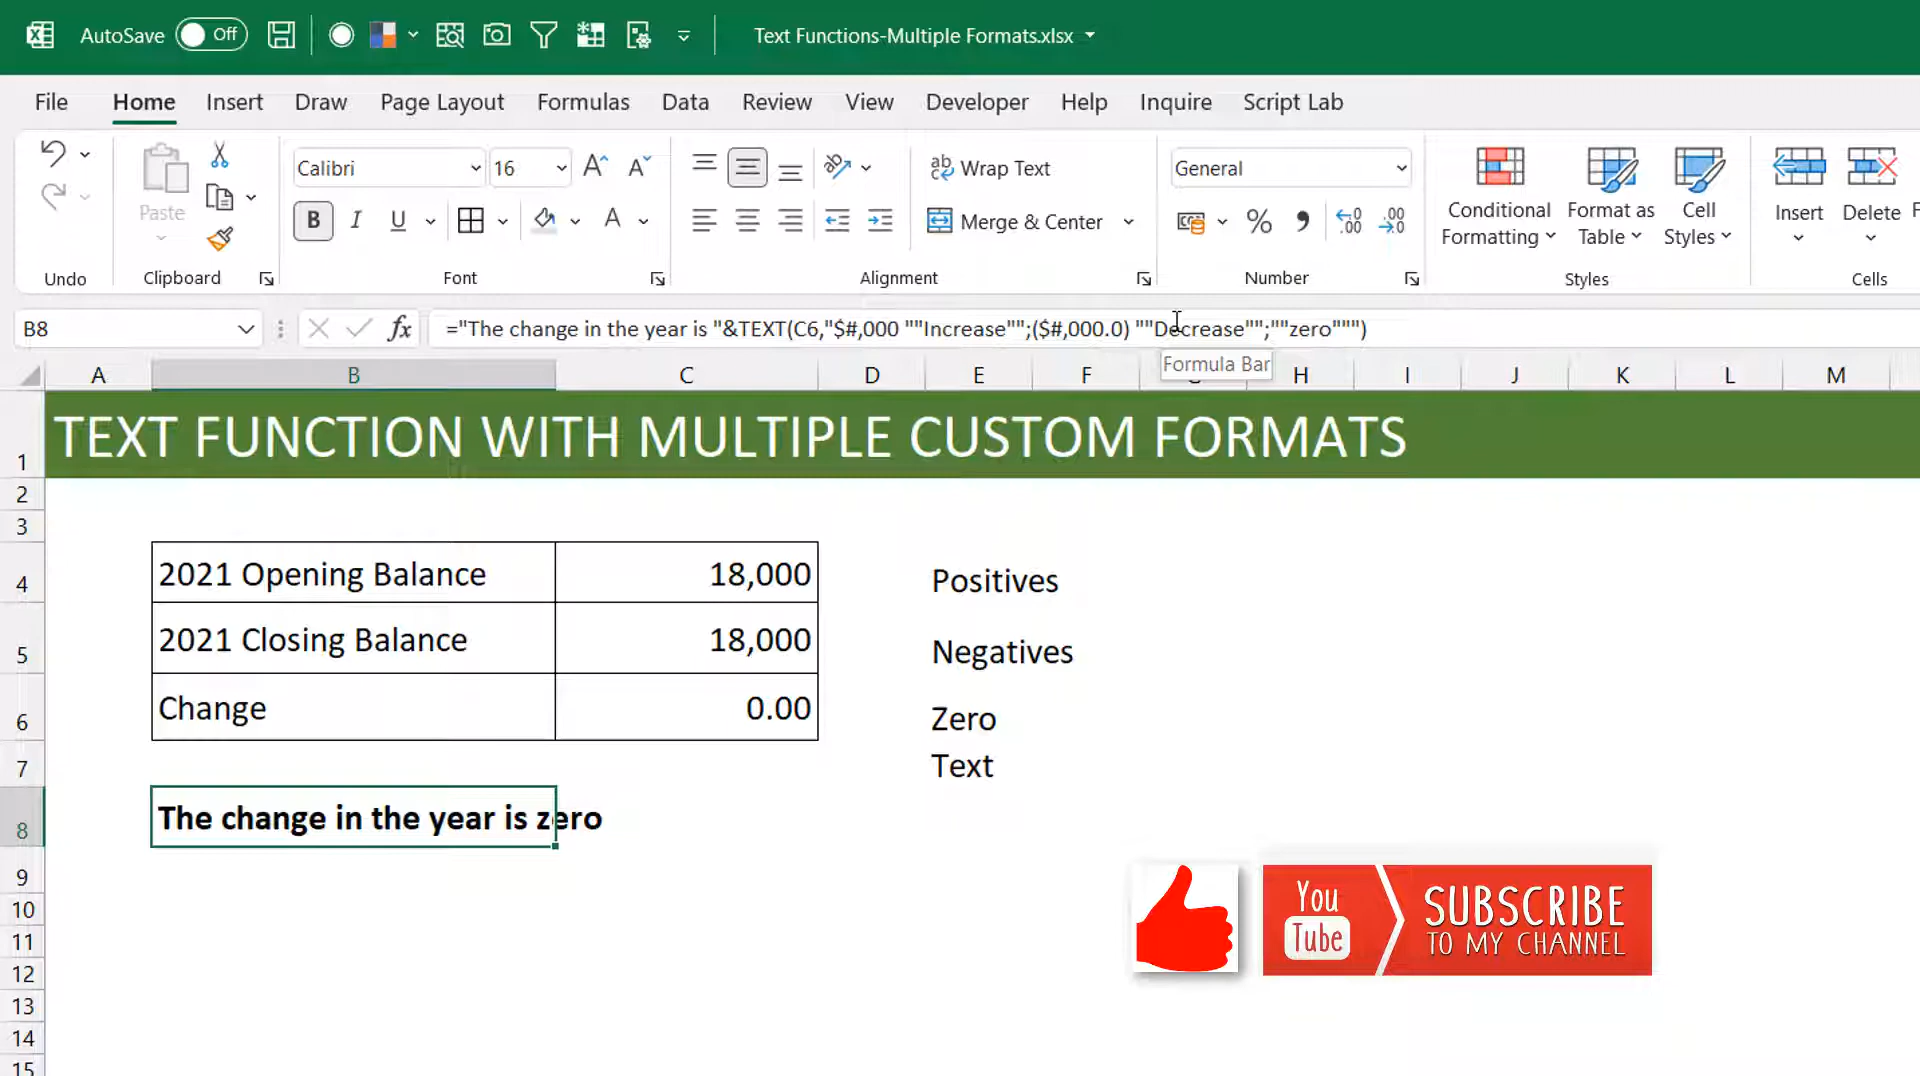 AutoSave Off Text Functions-Multiple Formats.xlsx
File Home Insert Draw Page Layout Formulas Data Review View Developer Help Inquire Script Lab
Calibri 16 ab Wrap Text General
Paste B I U A Merge & Center % Conditional Formatting Format as Table Cell Styles Insert Delete F
Undo Clipboard Font Alignment Number Styles Cells
B8 fx ="The change in the year is "&TEXT(C6,"$#,000 ""Increase"";($#,000.0) ""Decrease"";""zero""")
Formula Bar
A B C D E F G H I J K L M
1 TEXT FUNCTION WITH MULTIPLE CUSTOM FORMATS
2
3
4 2021 Opening Balance 18,000 Positives
5 2021 Closing Balance 18,000 Negatives
6 Change 0.00 Zero
7 Text
8 The change in the year is zero
9
You Tube SUBSCRIBE
TO MY CHANNEL
10
11
12
13
14
15